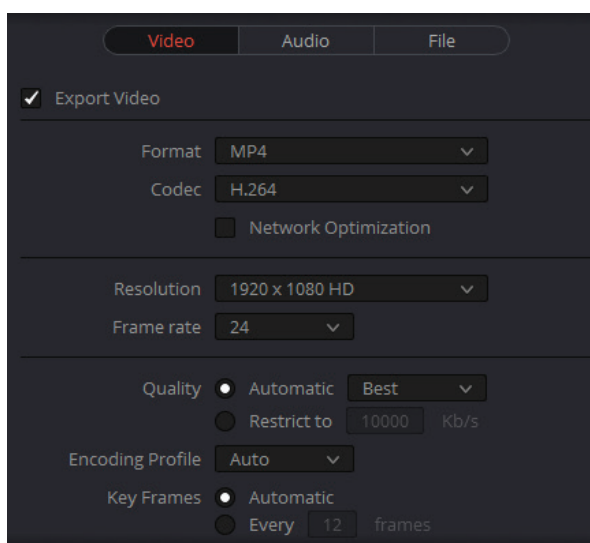 Video Audio File
Export Video
Format MP4
Codec H.264
Network Optimization
Resolution 1920 x 1080 HD
Frame rate 24
Quality Automatic Best
Restrict to 10000 Kb/s
Encoding Profile Auto
Key Frames Automatic
Every 12 frames